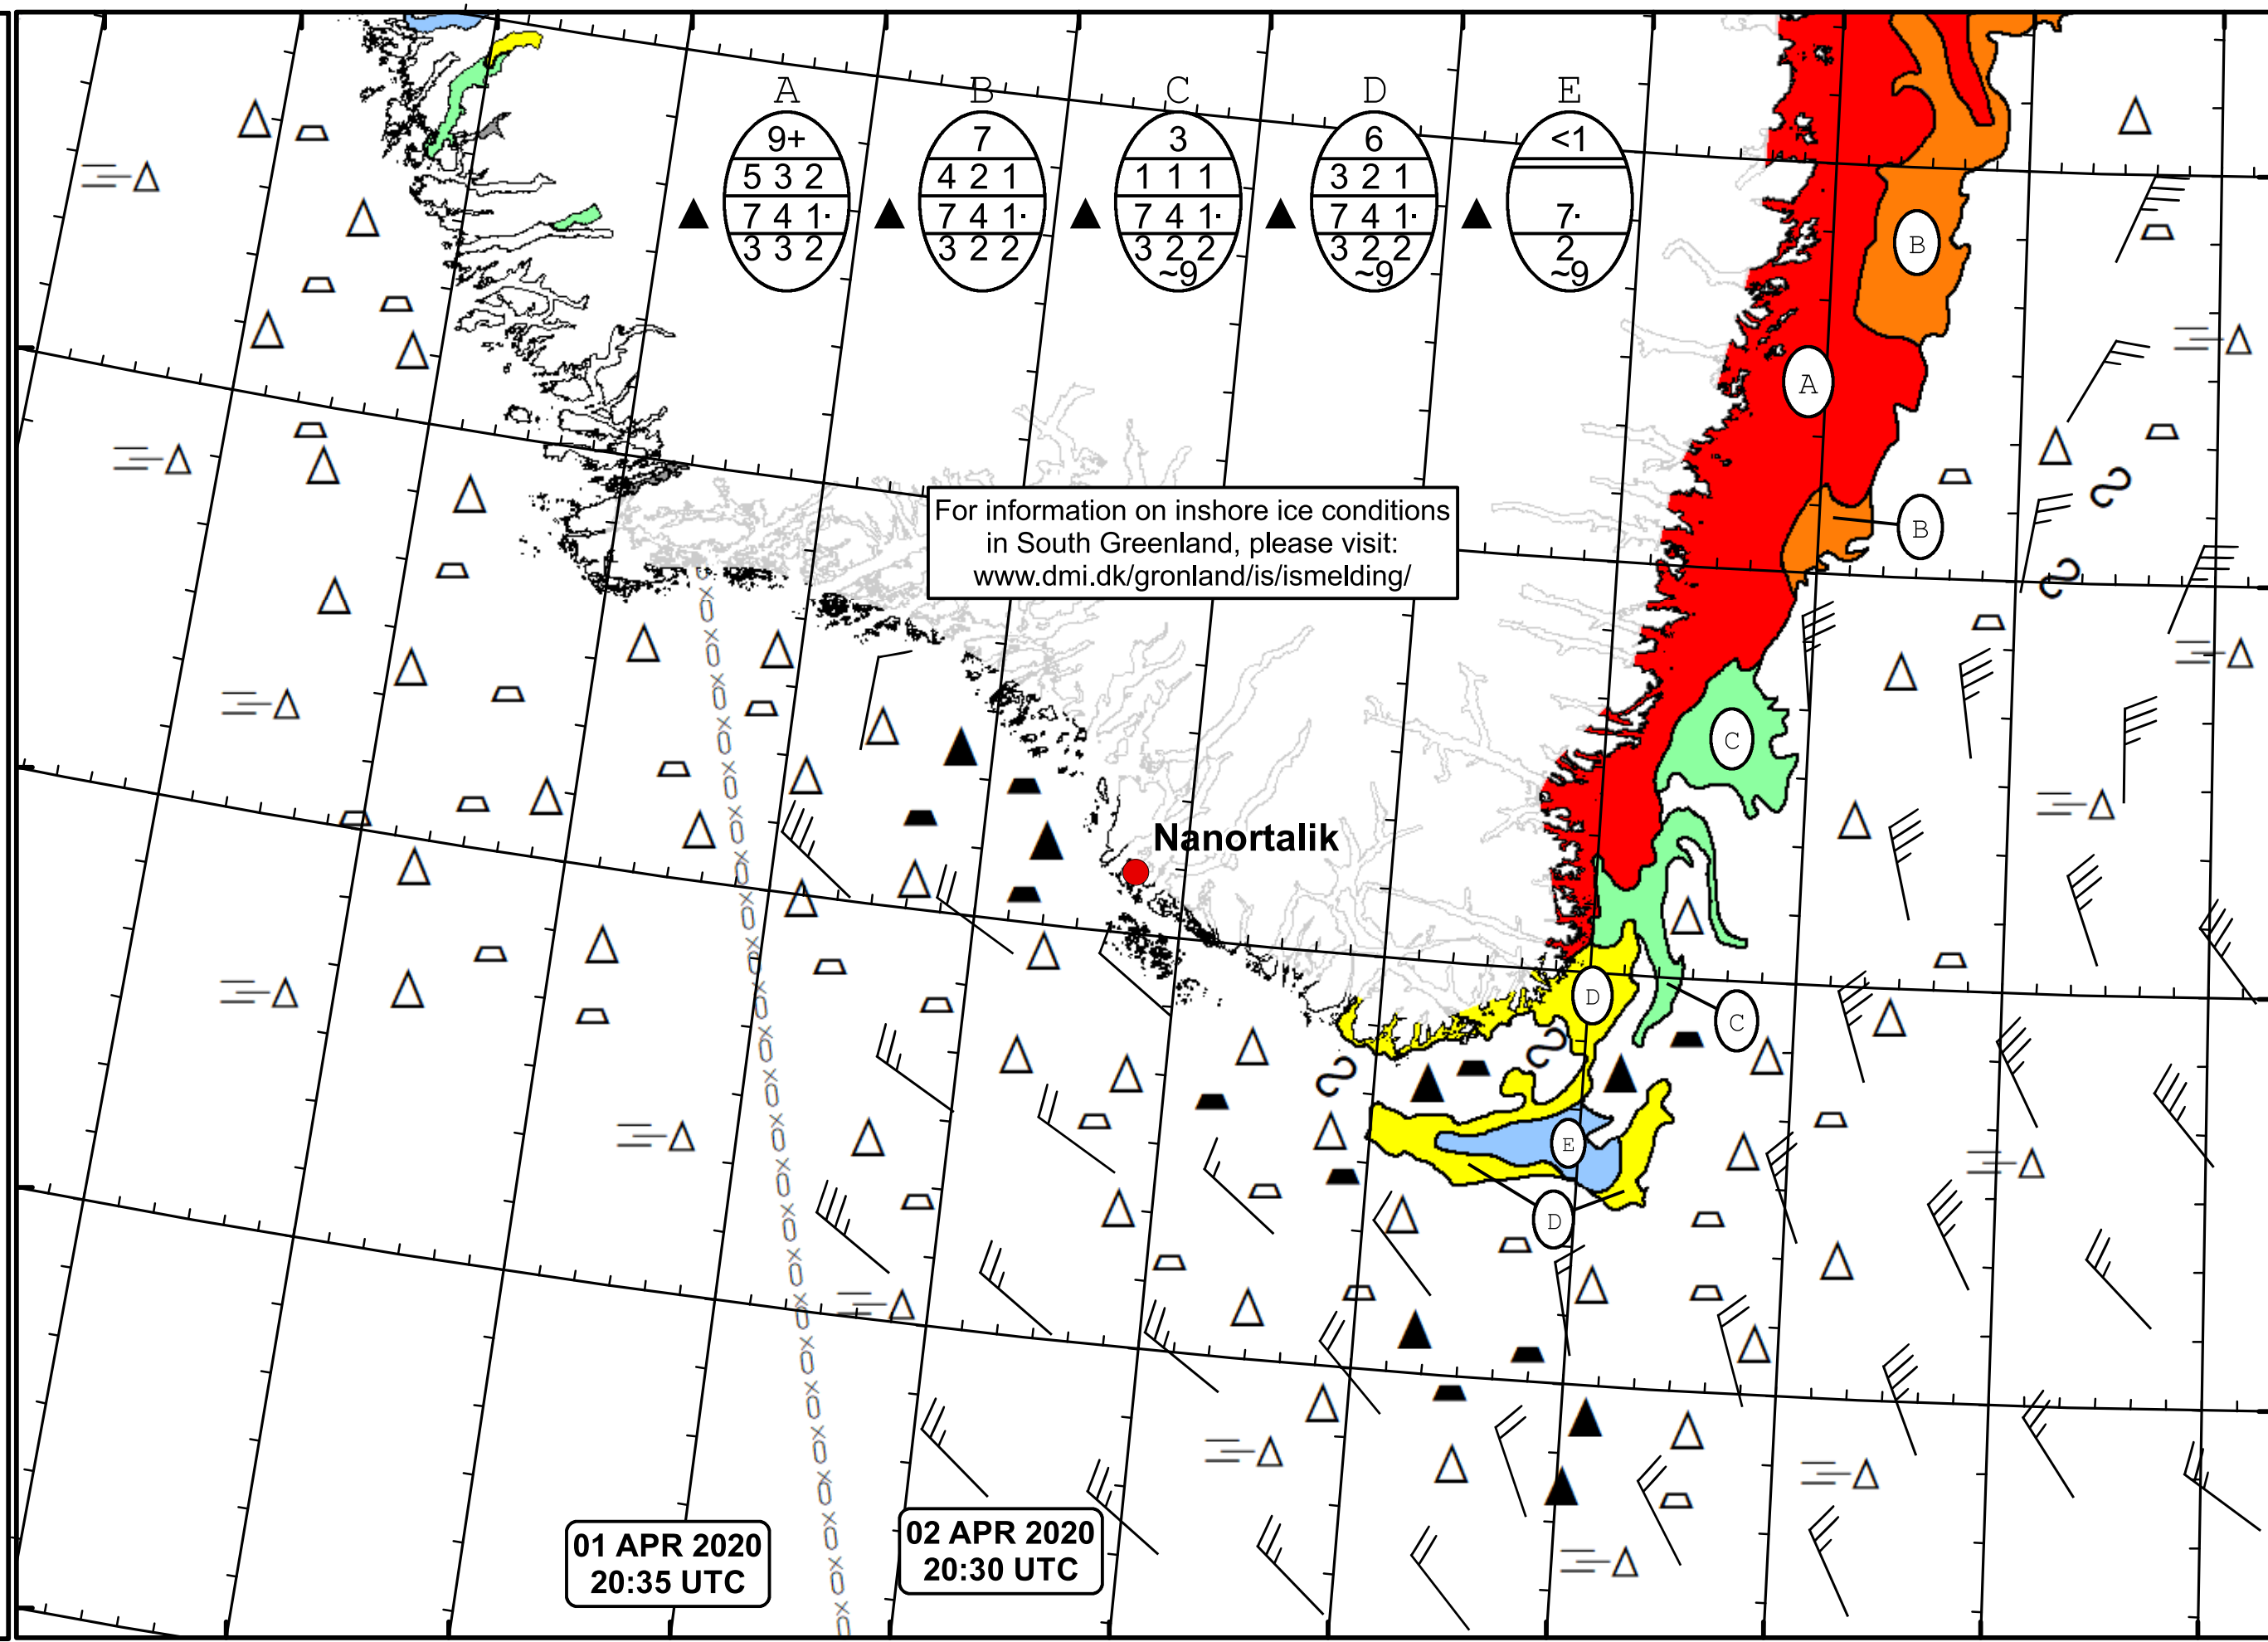 A B C D E
9+ 7 3 6 <1
5 3 2 4 2 1 1 1 1 3 2 1
7 4 1· 7 4 1· 7 4 1· 7 4 1· 7·
3 3 2 3 2 2 3 2 2 3 2 2 2
~9 ~9 ~9
B
A
For information on inshore ice conditions
in South Greenland, please visit:
www.dmi.dk/gronland/is/ismelding/
B
C
Nanortalik
D
C
E
D
01 APR 2020
20:35 UTC
02 APR 2020
20:30 UTC